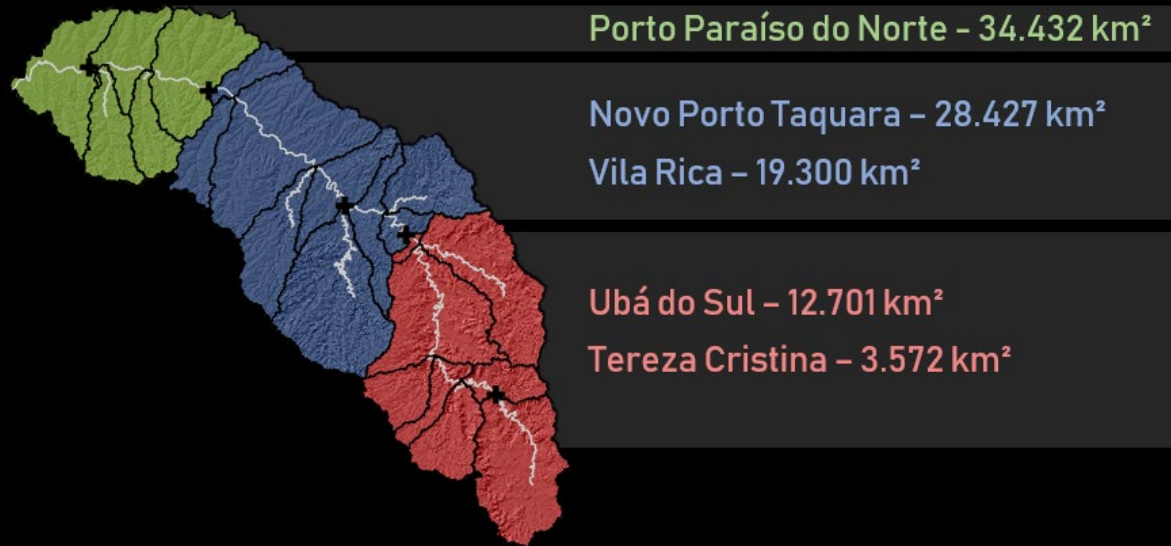 Porto Paraíso do Norte - 34.432 km²
Novo Porto Taquara – 28.427 km²
Vila Rica – 19.300 km²
Ubá do Sul – 12.701 km²
Tereza Cristina – 3.572 km²